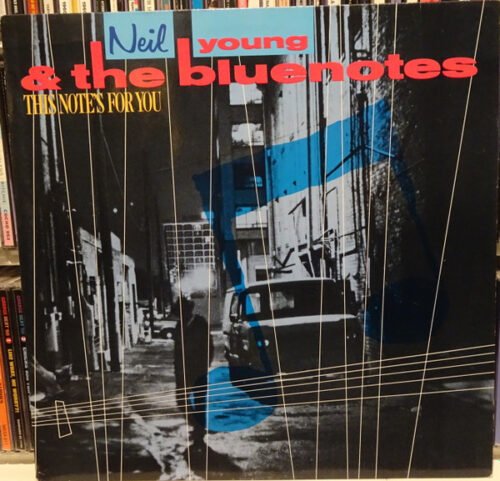 Neil young
& the bluenotes
THIS NOTE'S FOR YOU